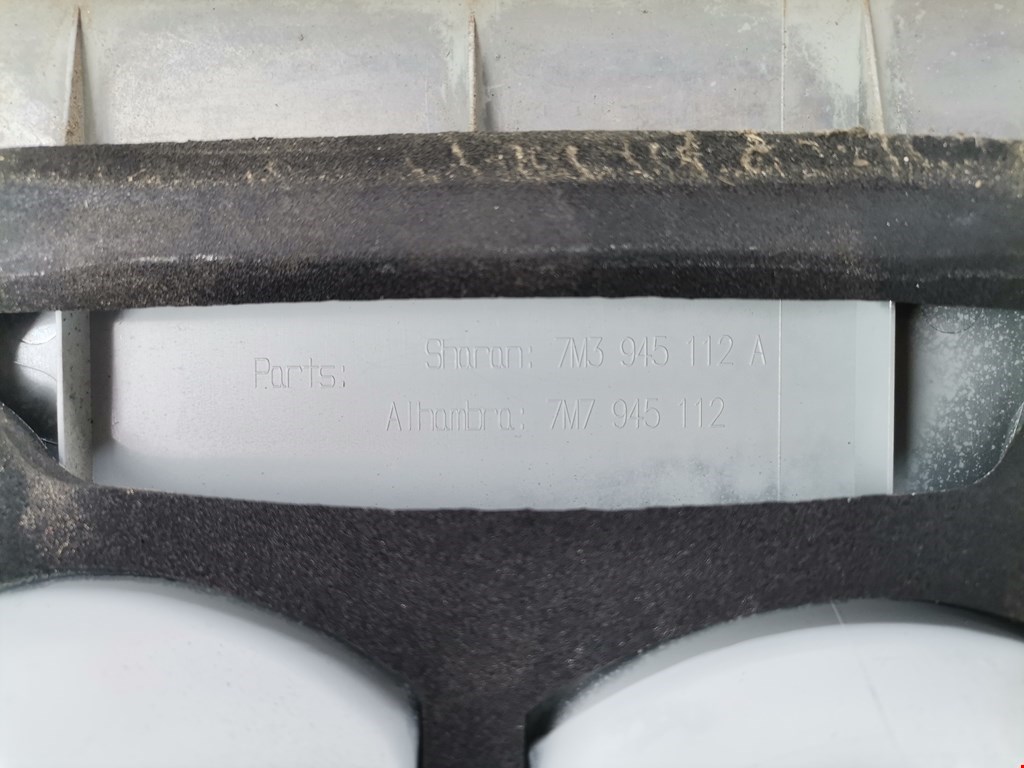 Parts:
Sharan: 7M3 945 112 A
Alhambra: 7M7 945 112